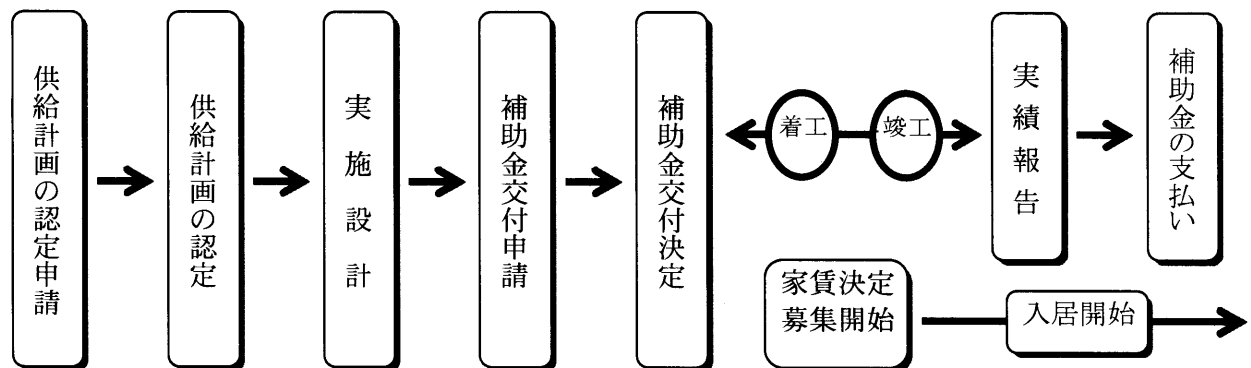 供給計画の認定申請
供給計画の認定
実施設計
補助金交付申請
補助金交付決定
着工
竣工
実績報告
補助金の支払い
家賃決定
募集開始
入居開始